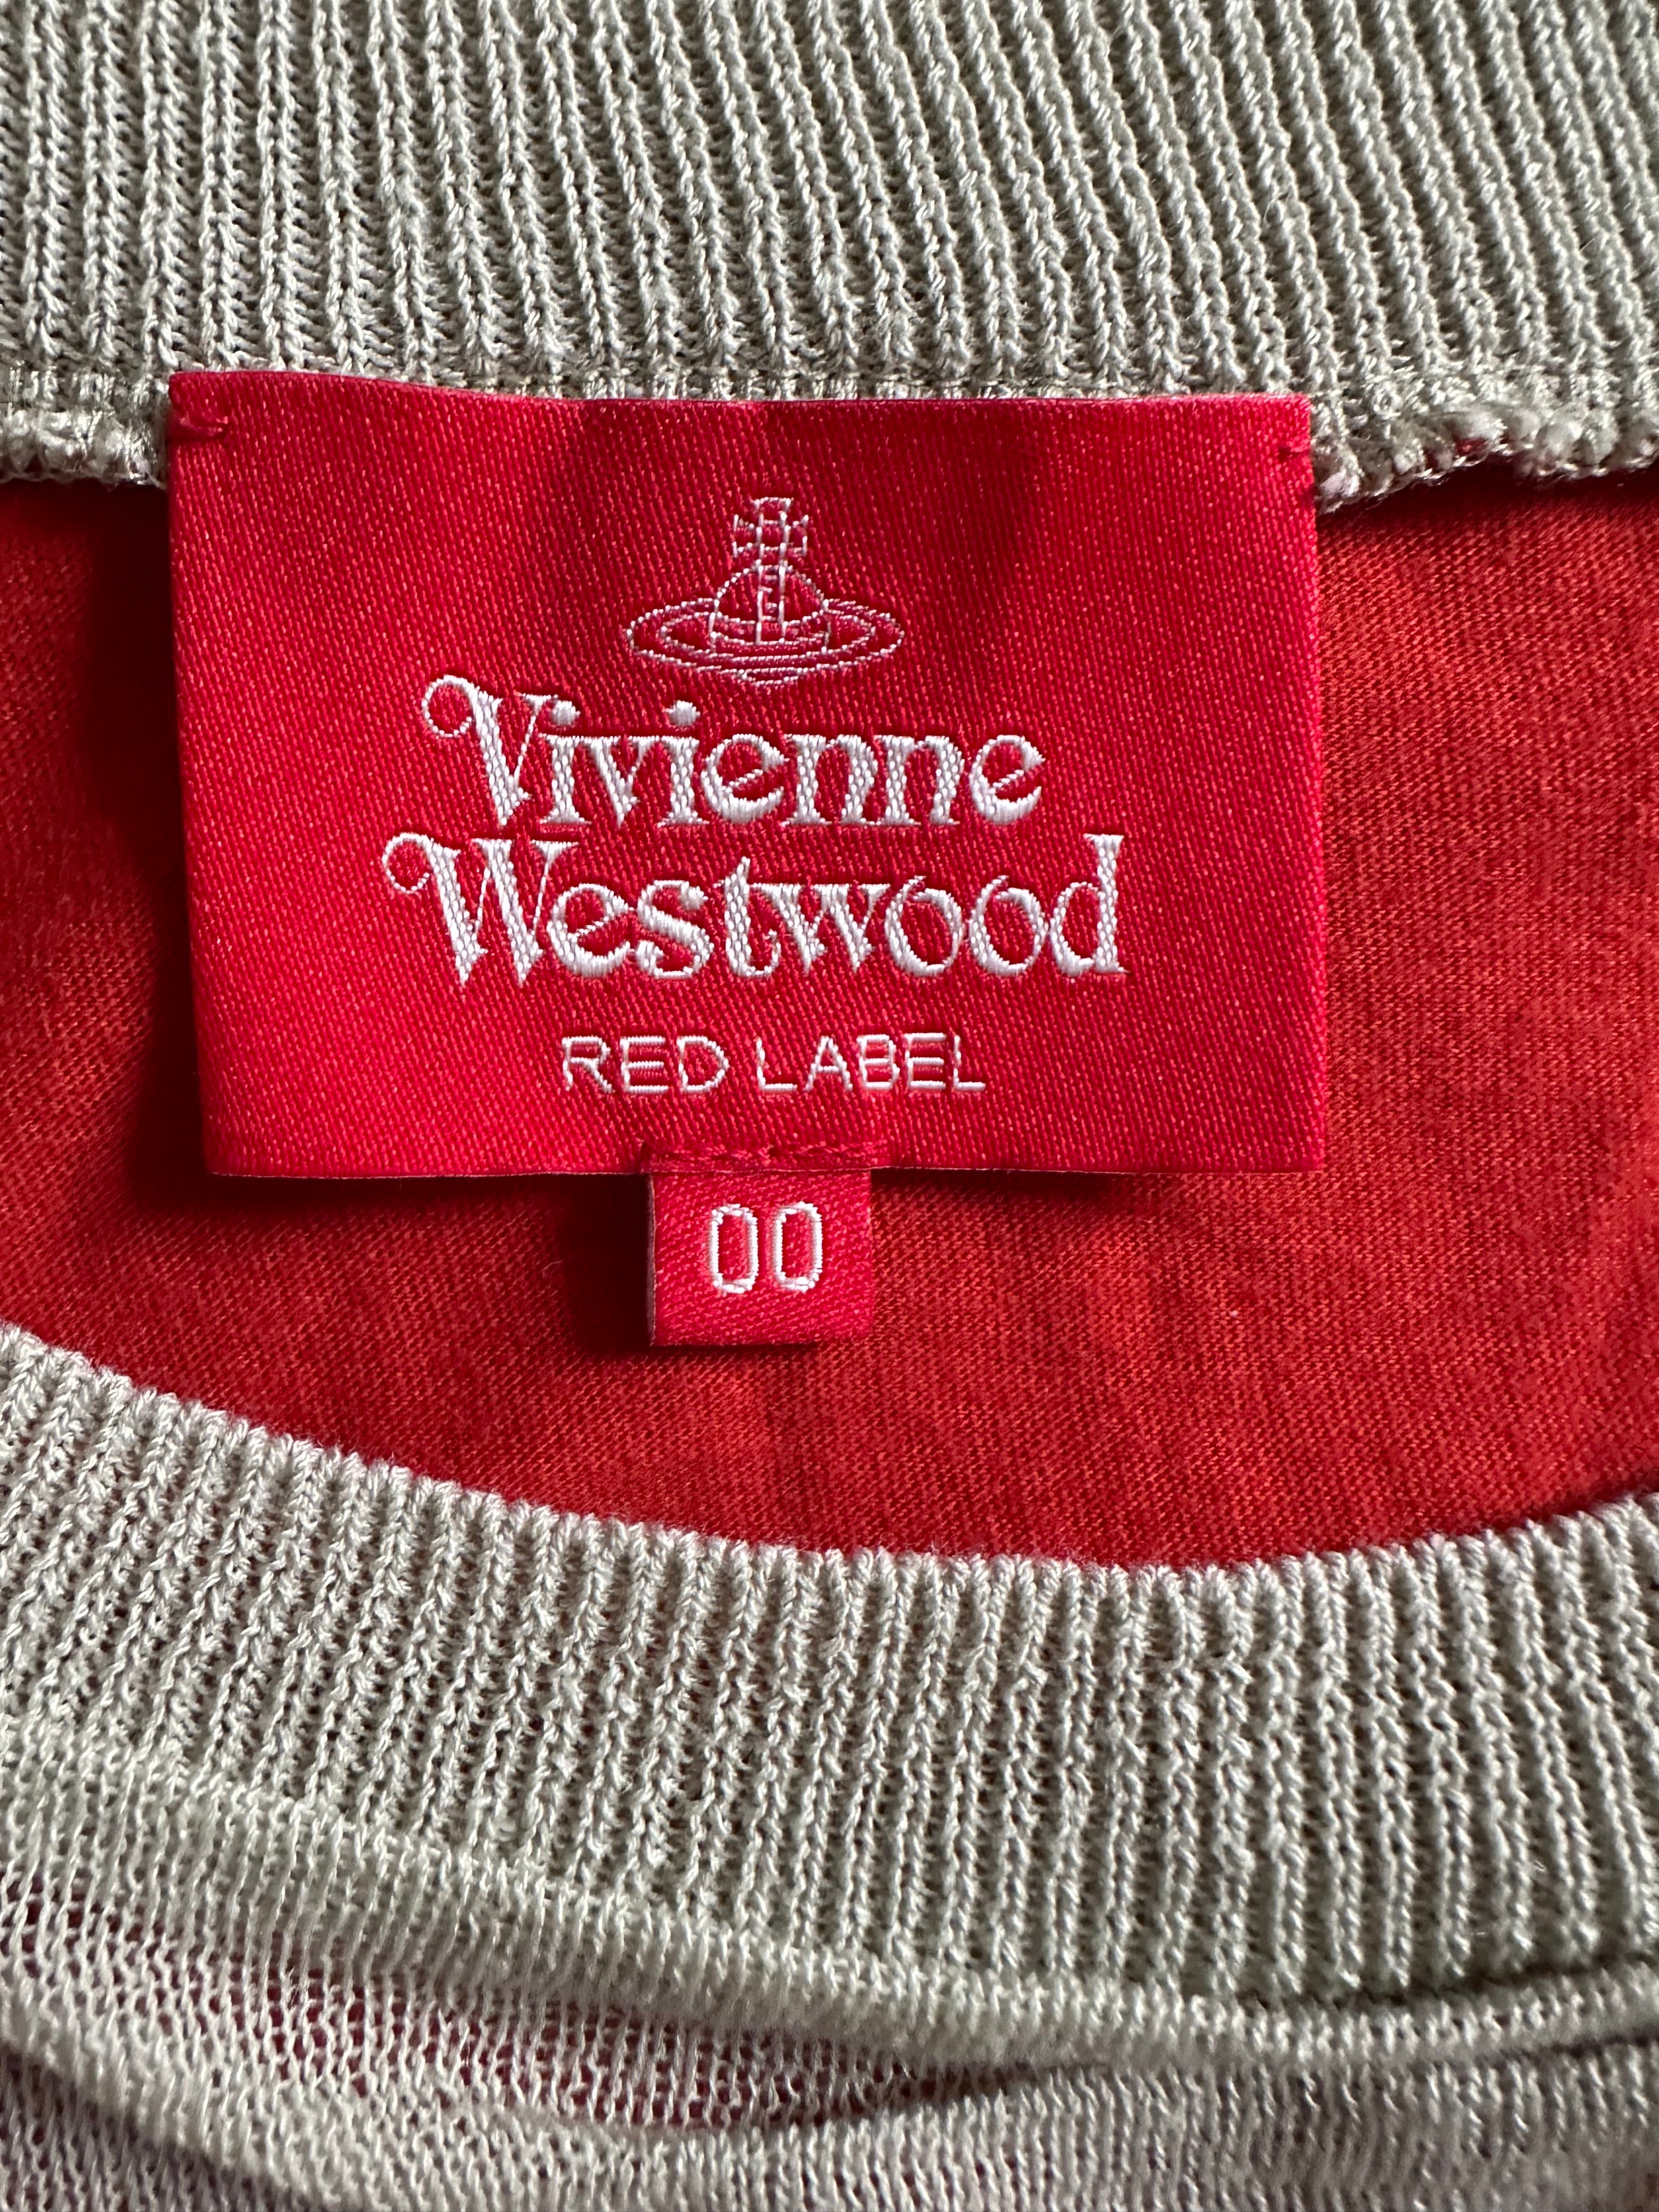 Vivienne
Westwood
RED LABEL
00